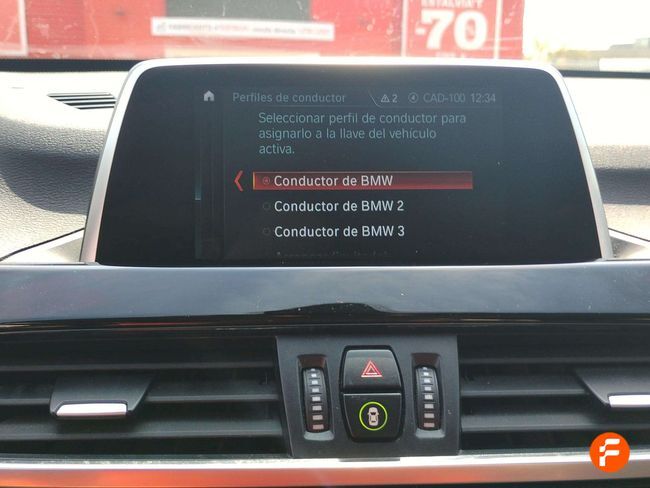 ESTALVIA'T
-70
Perfiles de conductor
2
CAD-100 12:34
Seleccionar perfil de conductor para
asignarlo a la llave del vehículo
activa.
Conductor de BMW
Conductor de BMW 2
Conductor de BMW 3